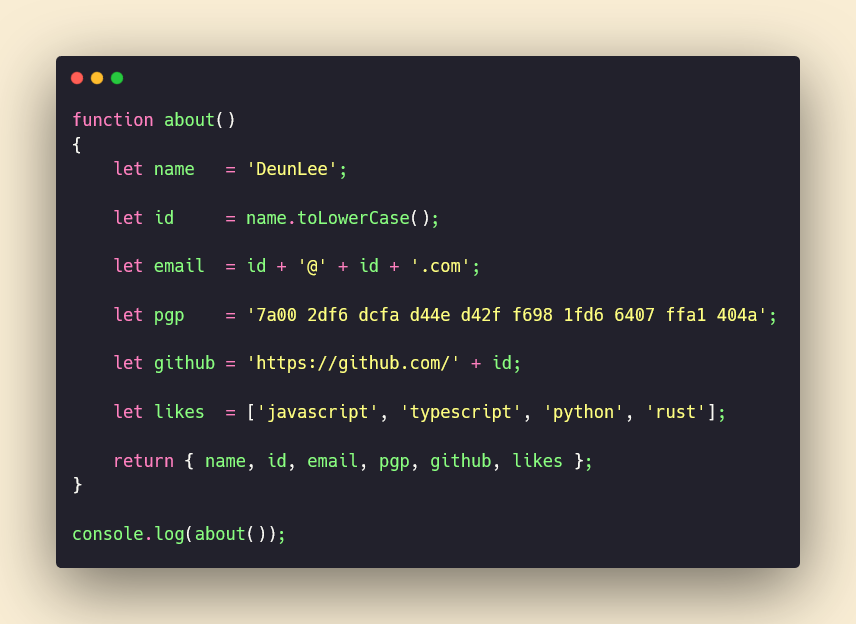 function about()
{
    let name   = 'DeunLee';
    let id     = name.toLowerCase();
    let email  = id + '@' + id + '.com';
    let pgp    = '7a00 2df6 dcfa d44e d42f f698 1fd6 6407 ffa1 404a';
    let github = 'https://github.com/' + id;
    let likes  = ['javascript', 'typescript', 'python', 'rust'];
    return { name, id, email, pgp, github, likes };
}
console.log(about());